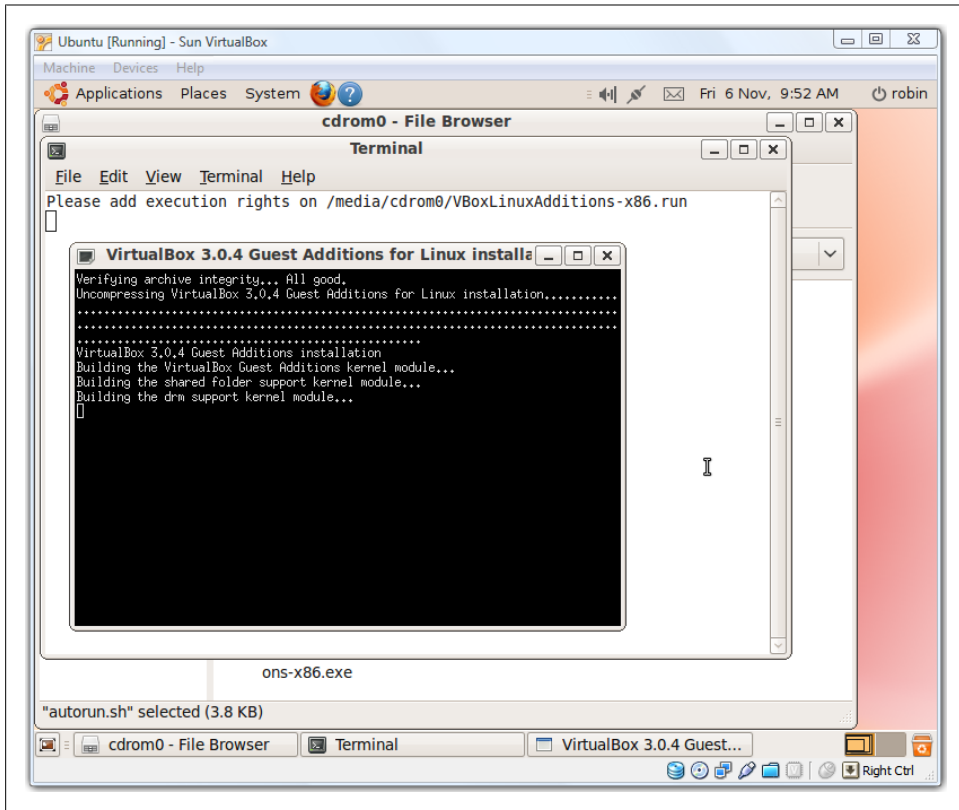 Ubuntu [Running] - Sun VirtualBox
Machine Devices Help
Applications Places System
Fri 6 Nov, 9:52 AM robin
cdrom0 - File Browser
Terminal
File Edit View Terminal Help
Please add execution rights on /media/cdrom0/VBoxLinuxAdditions-x86.run
VirtualBox 3.0.4 Guest Additions for Linux installa
Verifying archive integrity... All good.
Uncompressing VirtualBox 3.0.4 Guest Additions for Linux installation...........
................................................................................
................................................................................
...................................................
VirtualBox 3.0.4 Guest Additions installation
Building the VirtualBox Guest Additions kernel module...
Building the shared folder support kernel module...
Building the drm support kernel module...
ons-x86.exe
"autorun.sh" selected (3.8 KB)
cdrom0 - File Browser
Terminal
VirtualBox 3.0.4 Guest...
Right Ctrl